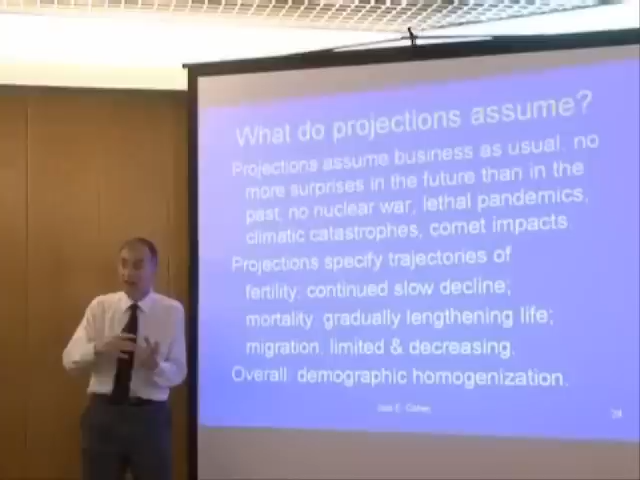 What do projections assume?
Projections assume business as usual, no
more surprises in the future than in the
past, no nuclear war, lethal pandemics,
climatic catastrophes, comet impacts.
Projections specify trajectories of
fertility: continued slow decline;
mortality: gradually lengthening life;
migration: limited & decreasing.
Overall: demographic homogenization.
Joel E. Cohen